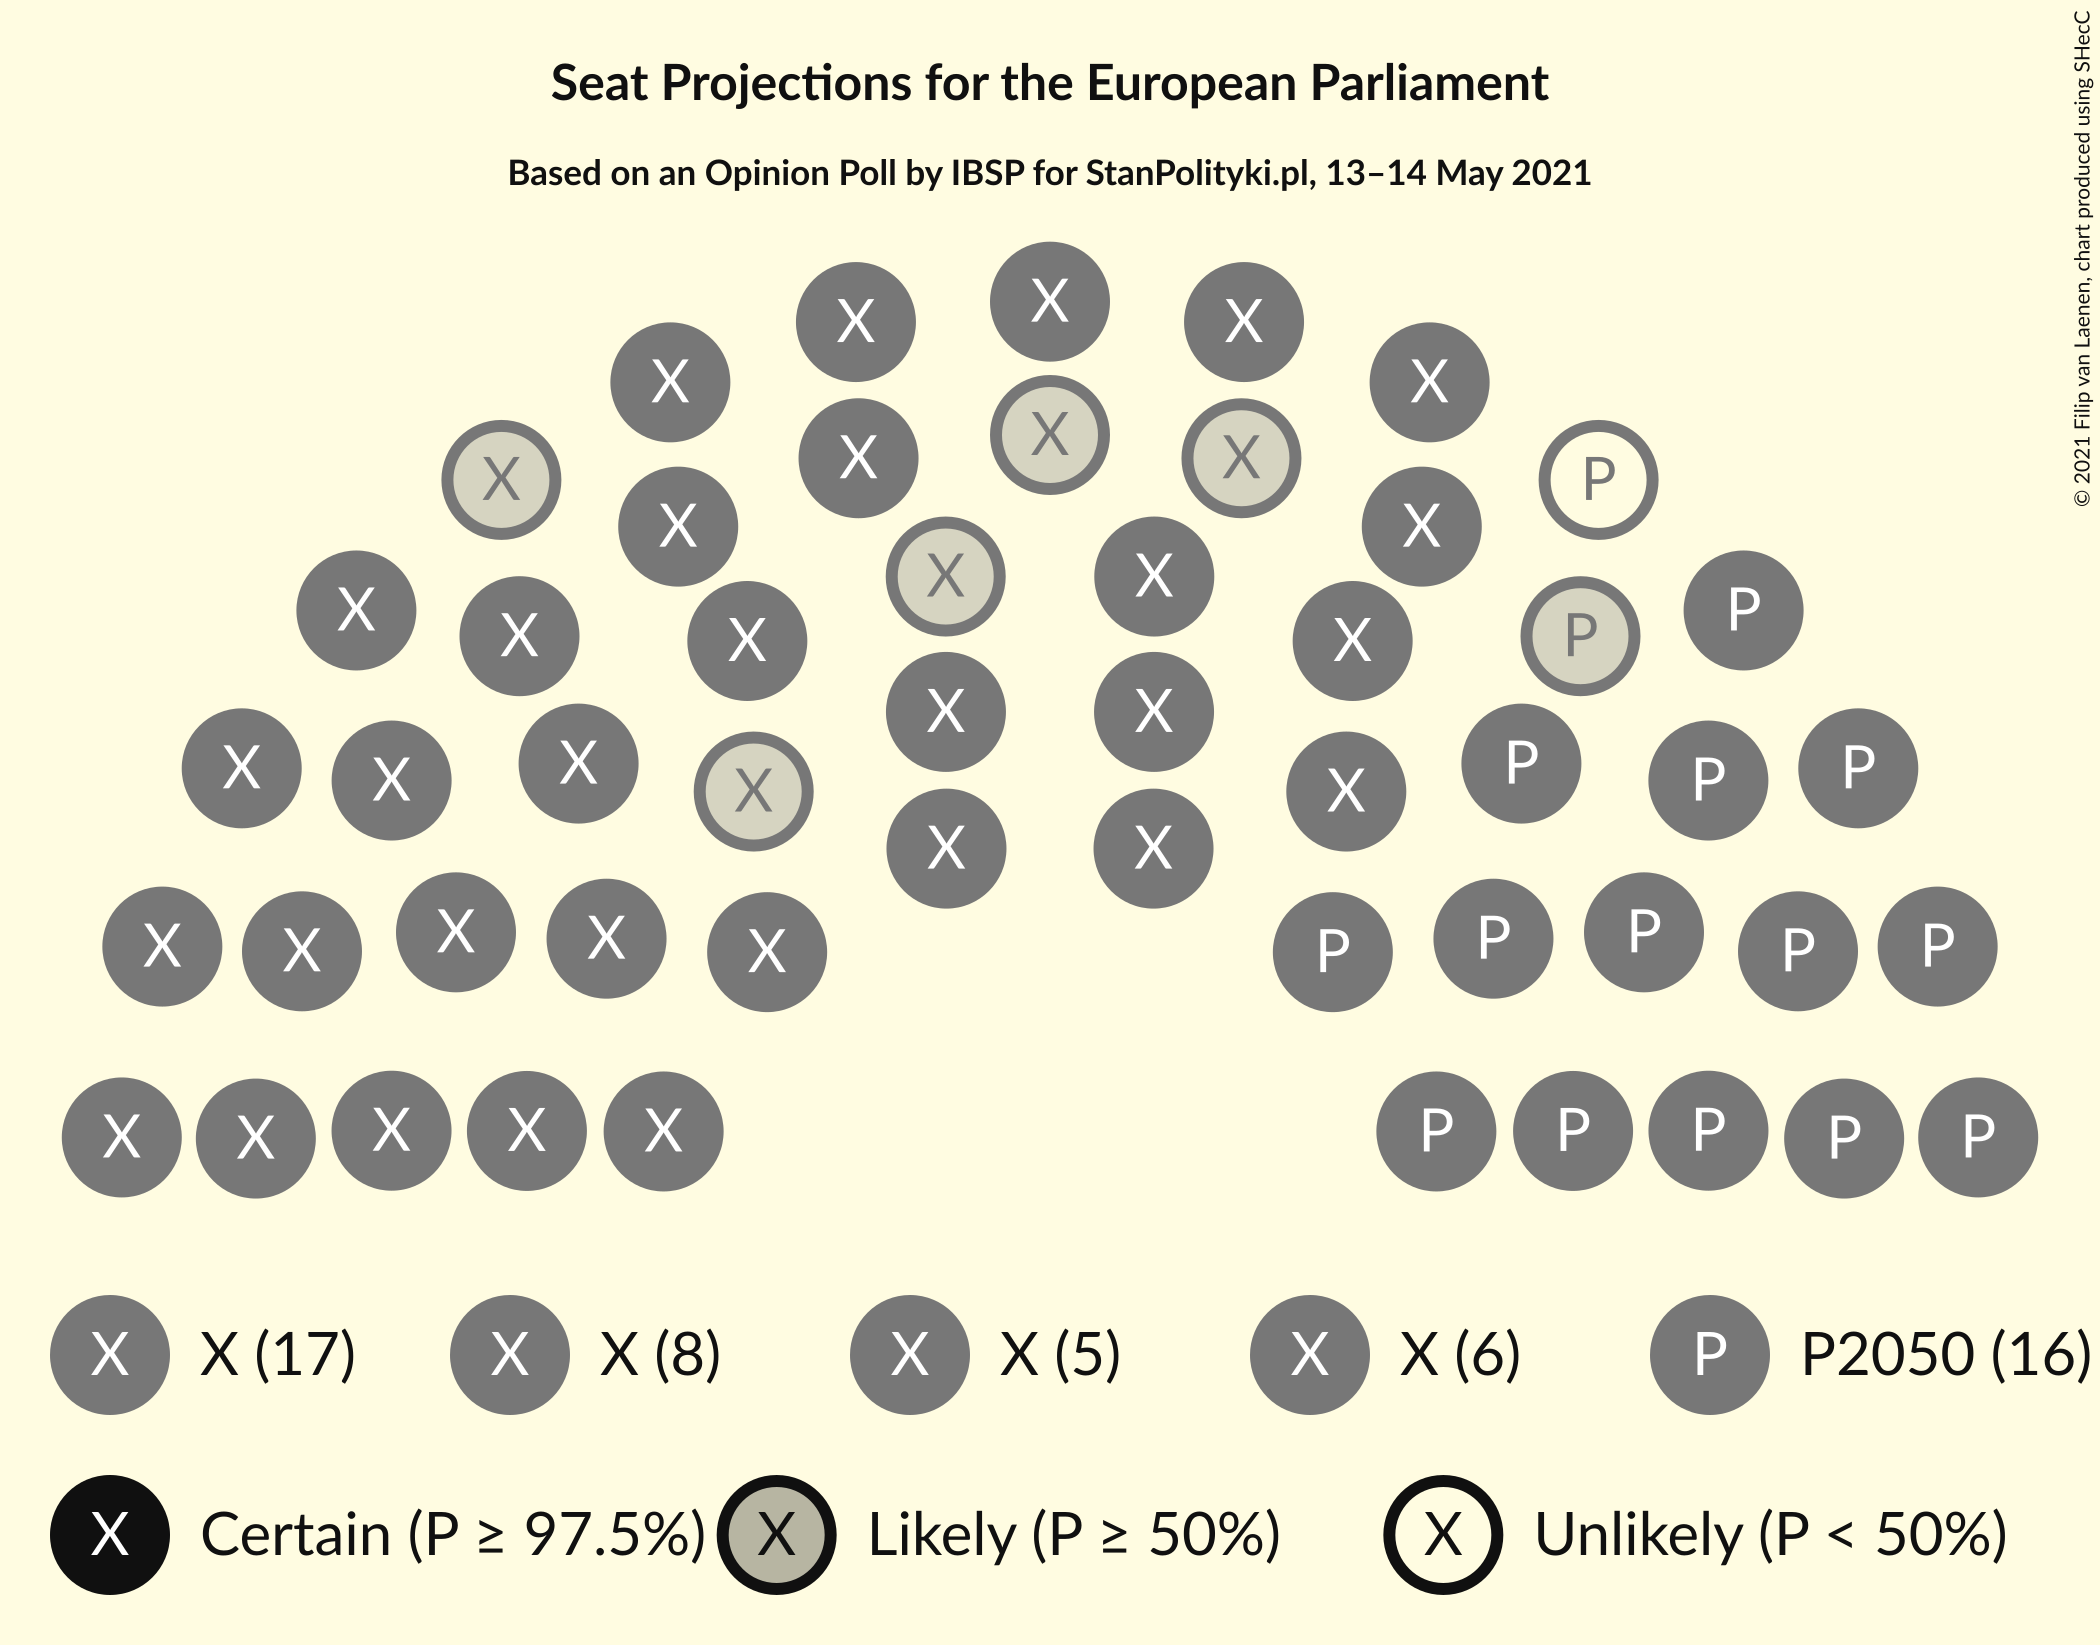 Seat Projections for the European Parliament
Based on an Opinion Poll by IBSP for StanPolityki.pl, 13–14 May 2021
© 2021 Filip van Laenen, chart produced using SHecC
X
X X
X X
X X P
X X
X X P
X X
X X
X X P P
X X
X X P
X X
X X P P
X X P
X X
X X P P
X P
X P
X P
X P
X P
X X X P P P
X X P P
X X (17) X X (8) X X (5) X X (6) P P2050 (16)
X Certain (P ≥ 97.5%) X Likely (P ≥ 50%) X Unlikely (P < 50%)